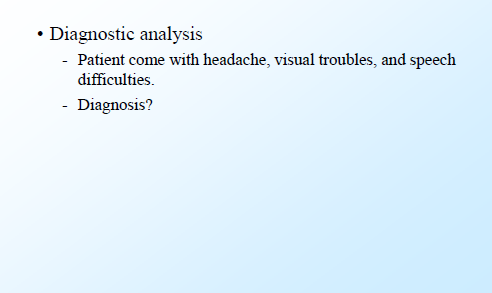 • Diagnostic analysis
- Patient come with headache, visual troubles, and speech
difficulties.
- Diagnosis?